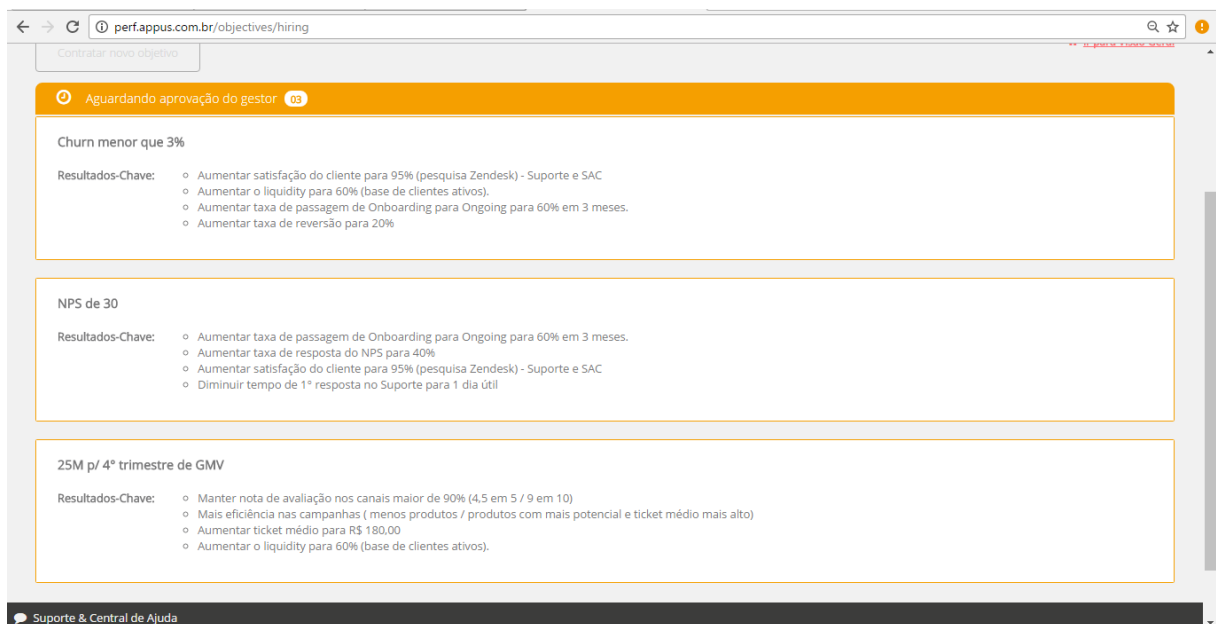 perf.appus.com.br/objectives/hiring
Contratar novo objetivo
Ir para Visão Geral
Aguardando aprovação do gestor 03
Churn menor que 3%
Resultados-Chave:
Aumentar satisfação do cliente para 95% (pesquisa Zendesk) - Suporte e SAC
Aumentar o liquidity para 60% (base de clientes ativos).
Aumentar taxa de passagem de Onboarding para Ongoing para 60% em 3 meses.
Aumentar taxa de reversão para 20%
NPS de 30
Resultados-Chave:
Aumentar taxa de passagem de Onboarding para Ongoing para 60% em 3 meses.
Aumentar taxa de resposta do NPS para 40%
Aumentar satisfação do cliente para 95% (pesquisa Zendesk) - Suporte e SAC
Diminuir tempo de 1° resposta no Suporte para 1 dia útil
25M p/ 4° trimestre de GMV
Resultados-Chave:
Manter nota de avaliação nos canais maior de 90% (4,5 em 5 / 9 em 10)
Mais eficiência nas campanhas ( menos produtos / produtos com mais potencial e ticket médio mais alto)
Aumentar ticket médio para R$ 180,00
Aumentar o liquidity para 60% (base de clientes ativos).
Suporte & Central de Ajuda